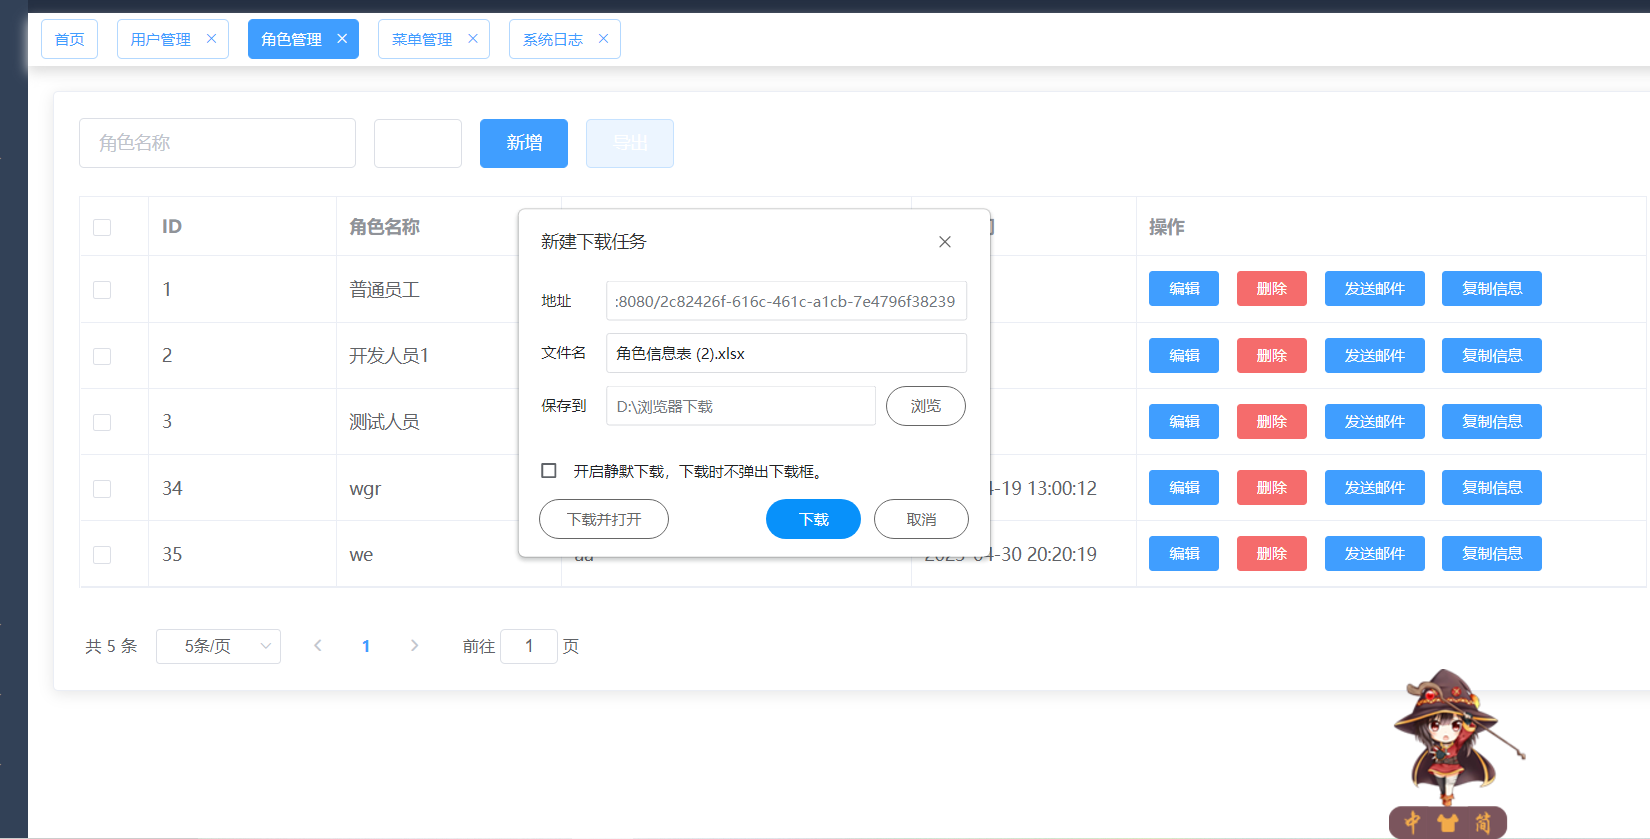 首页 用户管理 角色管理 菜单管理 系统日志
角色名称 新增 导出
ID 角色名称 操作
新建下载任务
地址 :8080/2c82426f-616c-461c-a1cb-7e4796f38239
文件名 角色信息表 (2).xlsx
保存到 D:\浏览器下载 浏览
开启静默下载，下载时不弹出下载框。
下载并打开 下载 取消
1 普通员工 编辑 删除 发送邮件 复制信息
2 开发人员1 编辑 删除 发送邮件 复制信息
3 测试人员 编辑 删除 发送邮件 复制信息
34 wgr -19 13:00:12 编辑 删除 发送邮件 复制信息
35 we aa 2023-04-30 20:20:19 编辑 删除 发送邮件 复制信息
共 5 条 5条/页 1 前往 1 页
中 简